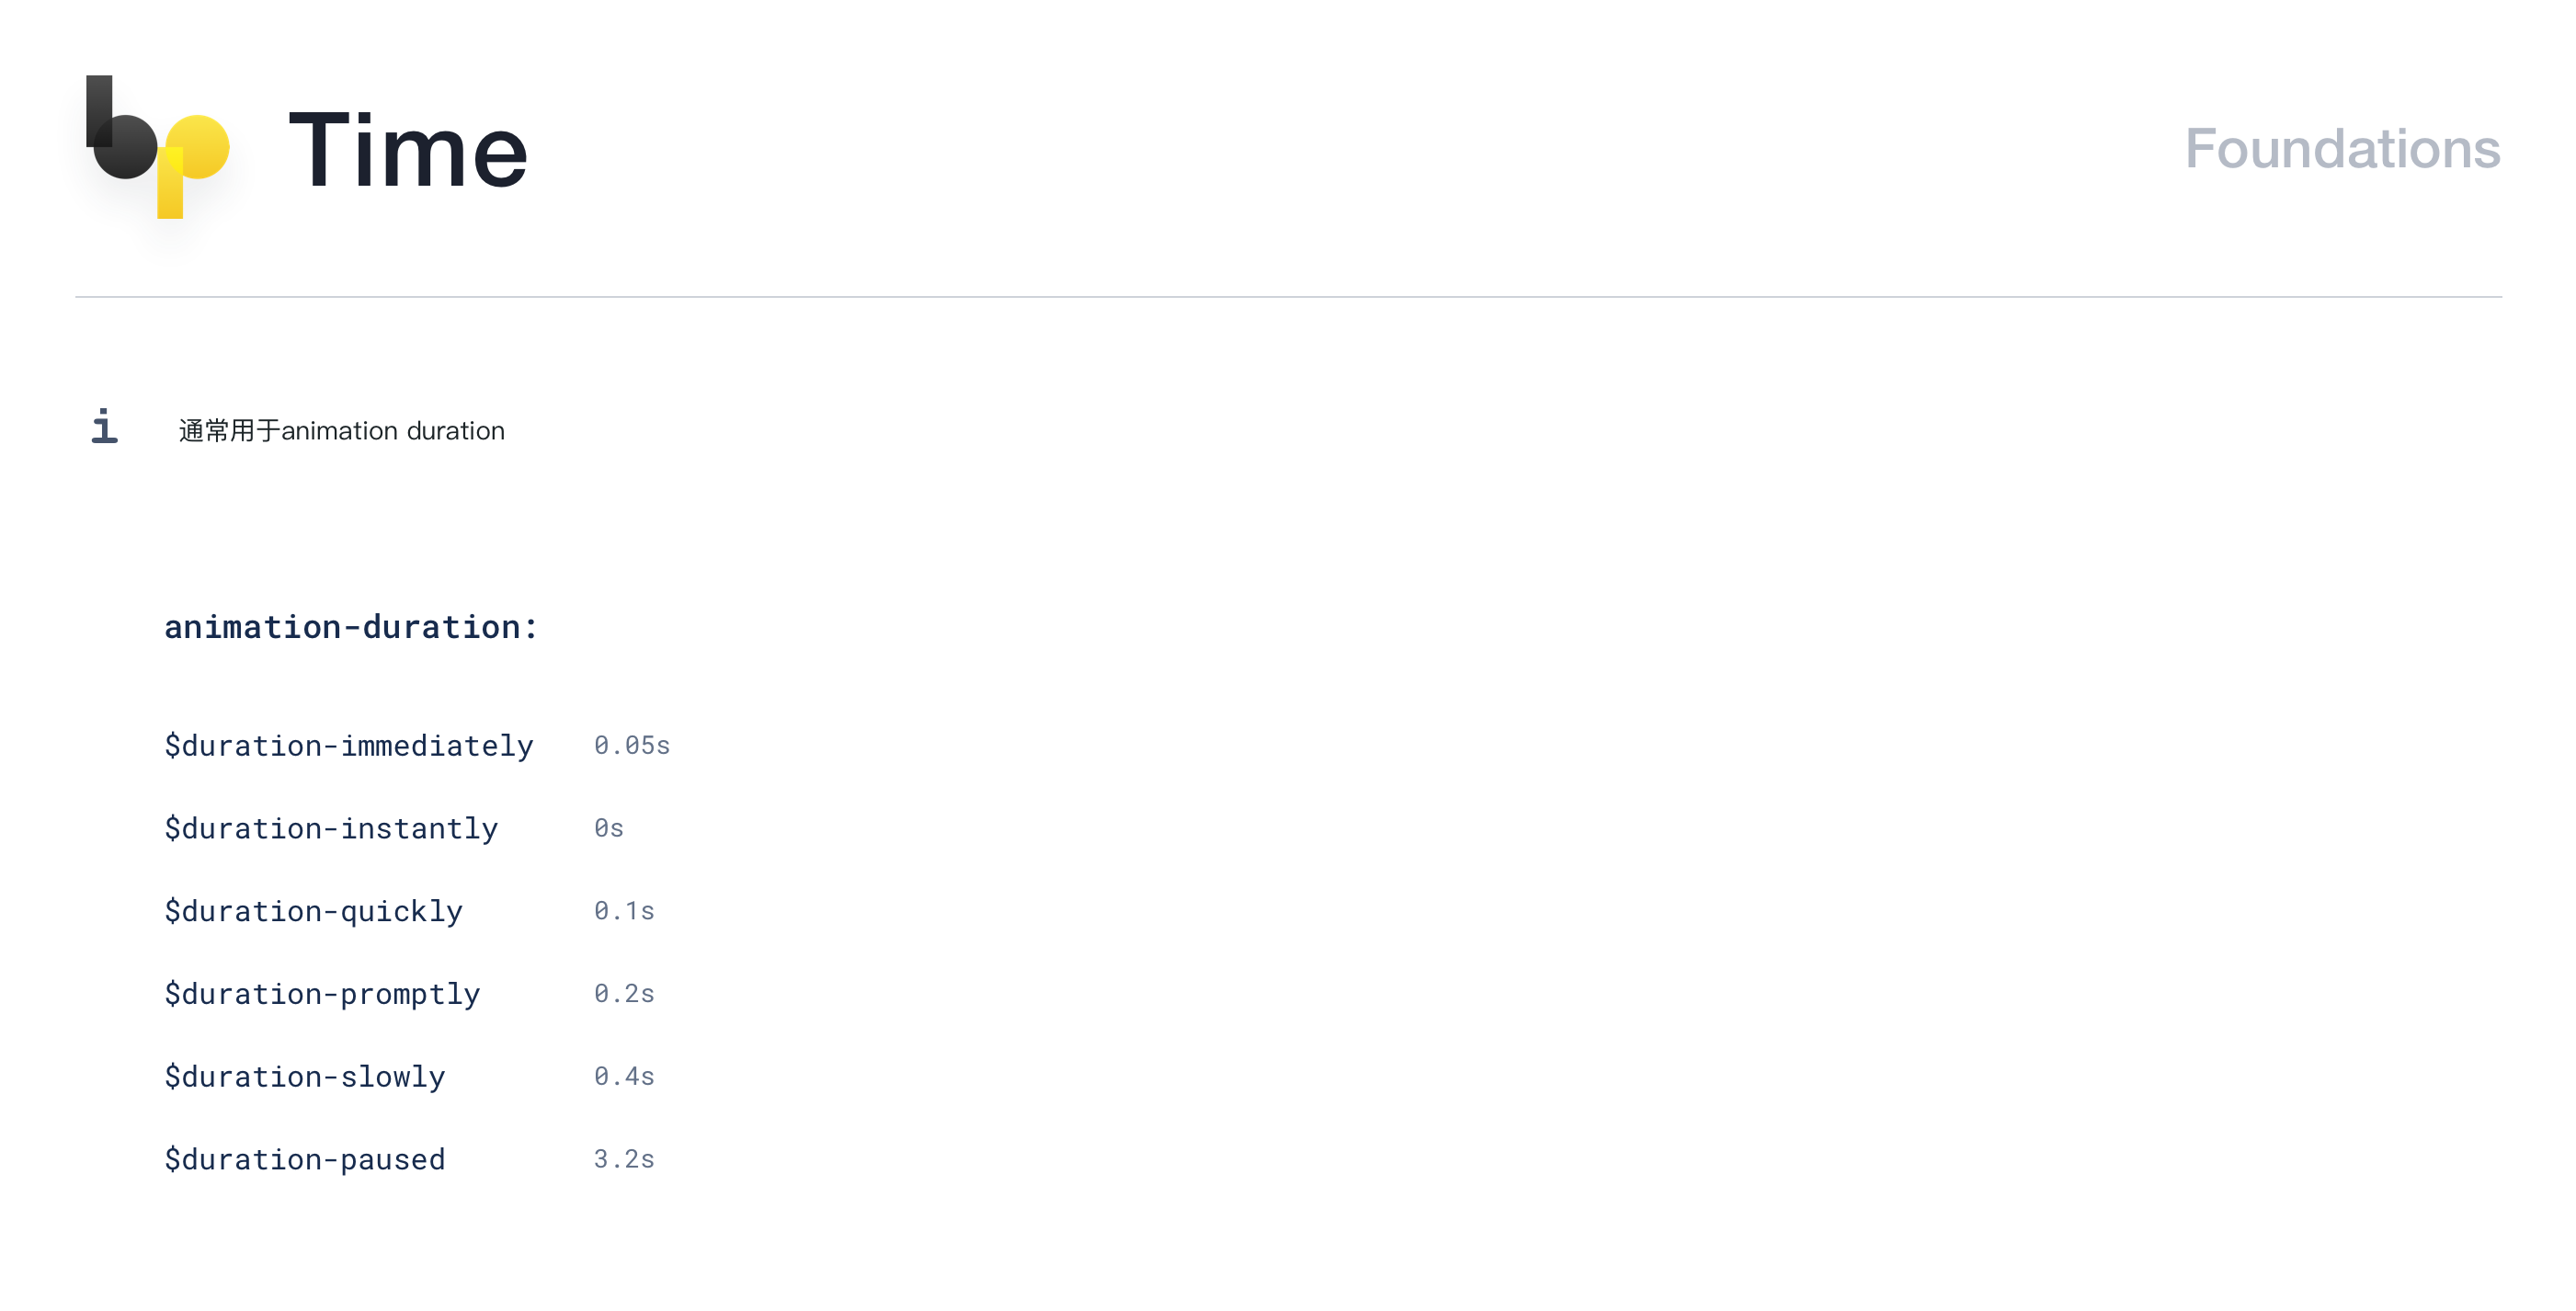 bp Time
Foundations
i 通常用于animation duration
animation-duration:
$duration-immediately 0.05s
$duration-instantly 0s
$duration-quickly 0.1s
$duration-promptly 0.2s
$duration-slowly 0.4s
$duration-paused 3.2s